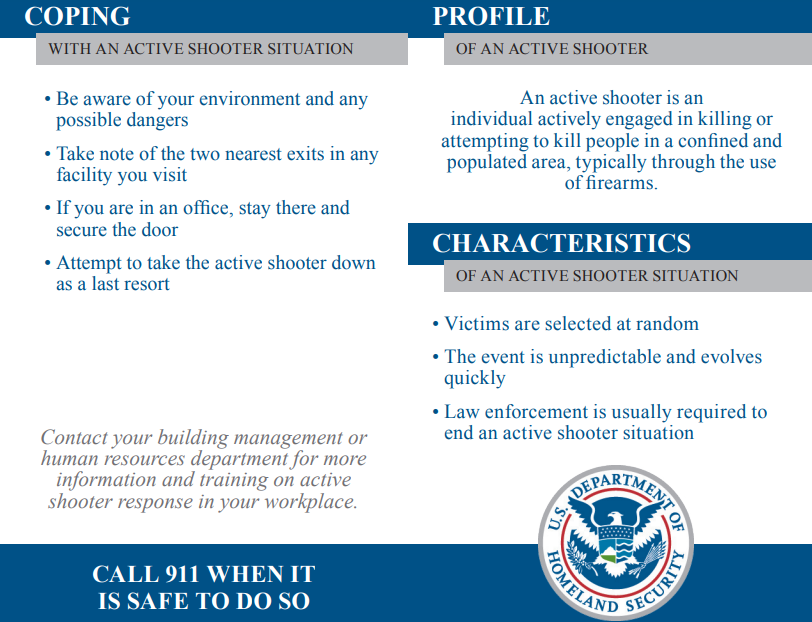 COPING
WITH AN ACTIVE SHOOTER SITUATION
• Be aware of your environment and any
possible dangers
• Take note of the two nearest exits in any
facility you visit
• If you are in an office, stay there and
secure the door
• Attempt to take the active shooter down
as a last resort
Contact your building management or
human resources department for more
information and training on active
shooter response in your workplace.
CALL 911 WHEN IT
IS SAFE TO DO SO
PROFILE
OF AN ACTIVE SHOOTER
An active shooter is an
individual actively engaged in killing or
attempting to kill people in a confined and
populated area, typically through the use
of firearms.
CHARACTERISTICS
OF AN ACTIVE SHOOTER SITUATION
• Victims are selected at random
• The event is unpredictable and evolves
quickly
• Law enforcement is usually required to
end an active shooter situation
U.S. DEPARTMENT OF
HOMELAND SECURITY